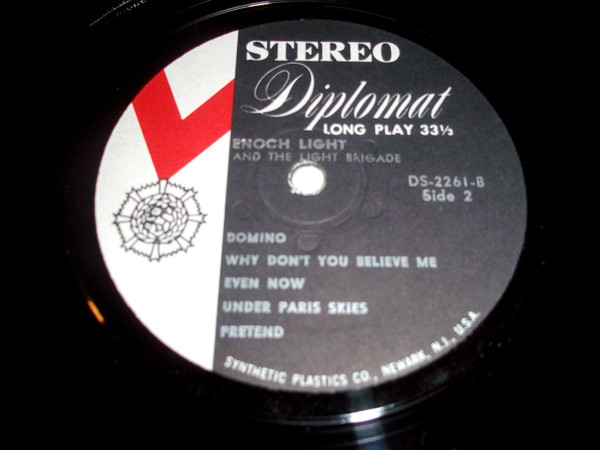 STEREO
Diplomat
LONG PLAY 33⅓
ENOCH LIGHT
AND THE LIGHT BRIGADE
DS-2261-B
Side 2
DOMINO
WHY DON'T YOU BELIEVE ME
EVEN NOW
UNDER PARIS SKIES
PRETEND
SYNTHETIC PLASTICS CO., NEWARK, N.J., U.S.A.